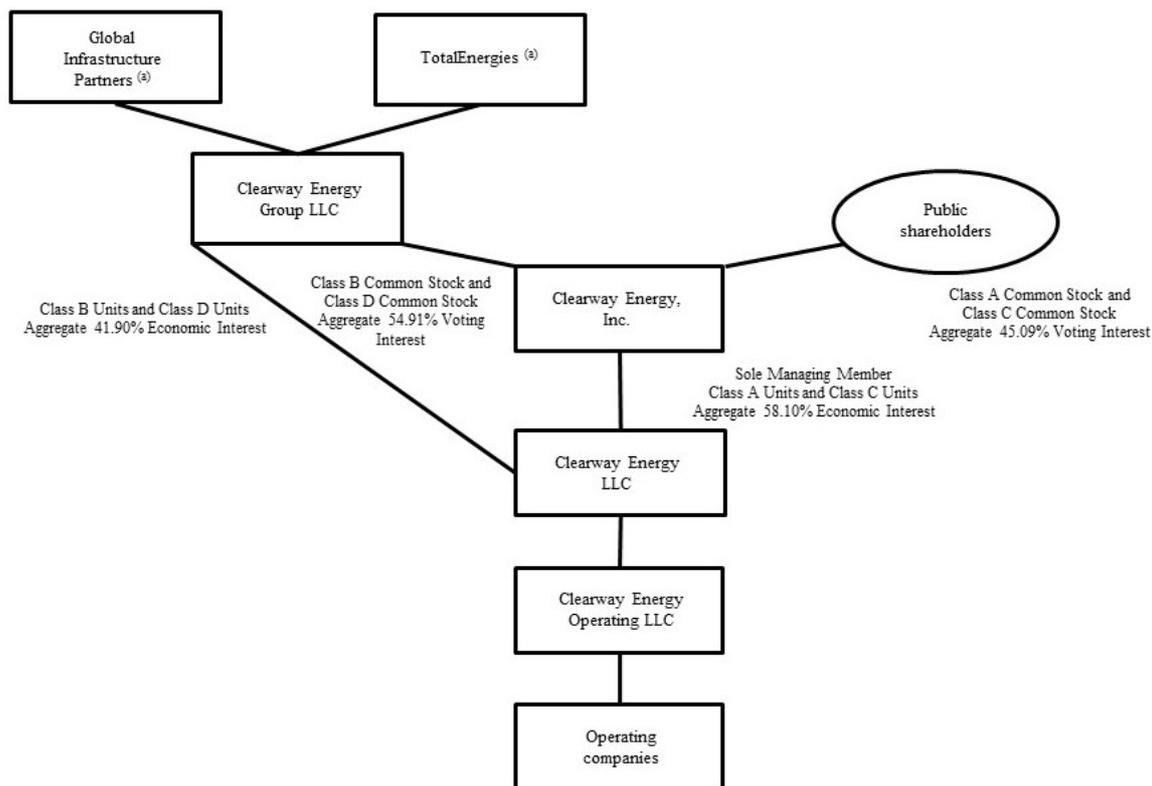 Global
Infrastructure
Partners (a)
TotalEnergies (a)
Clearway Energy
Group LLC
Public
shareholders
Class B Units and Class D Units
Aggregate 41.90% Economic Interest
Class B Common Stock and
Class D Common Stock
Aggregate 54.91% Voting
Interest
Clearway Energy,
Inc.
Class A Common Stock and
Class C Common Stock
Aggregate 45.09% Voting Interest
Sole Managing Member
Class A Units and Class C Units
Aggregate 58.10% Economic Interest
Clearway Energy
LLC
Clearway Energy
Operating LLC
Operating
companies